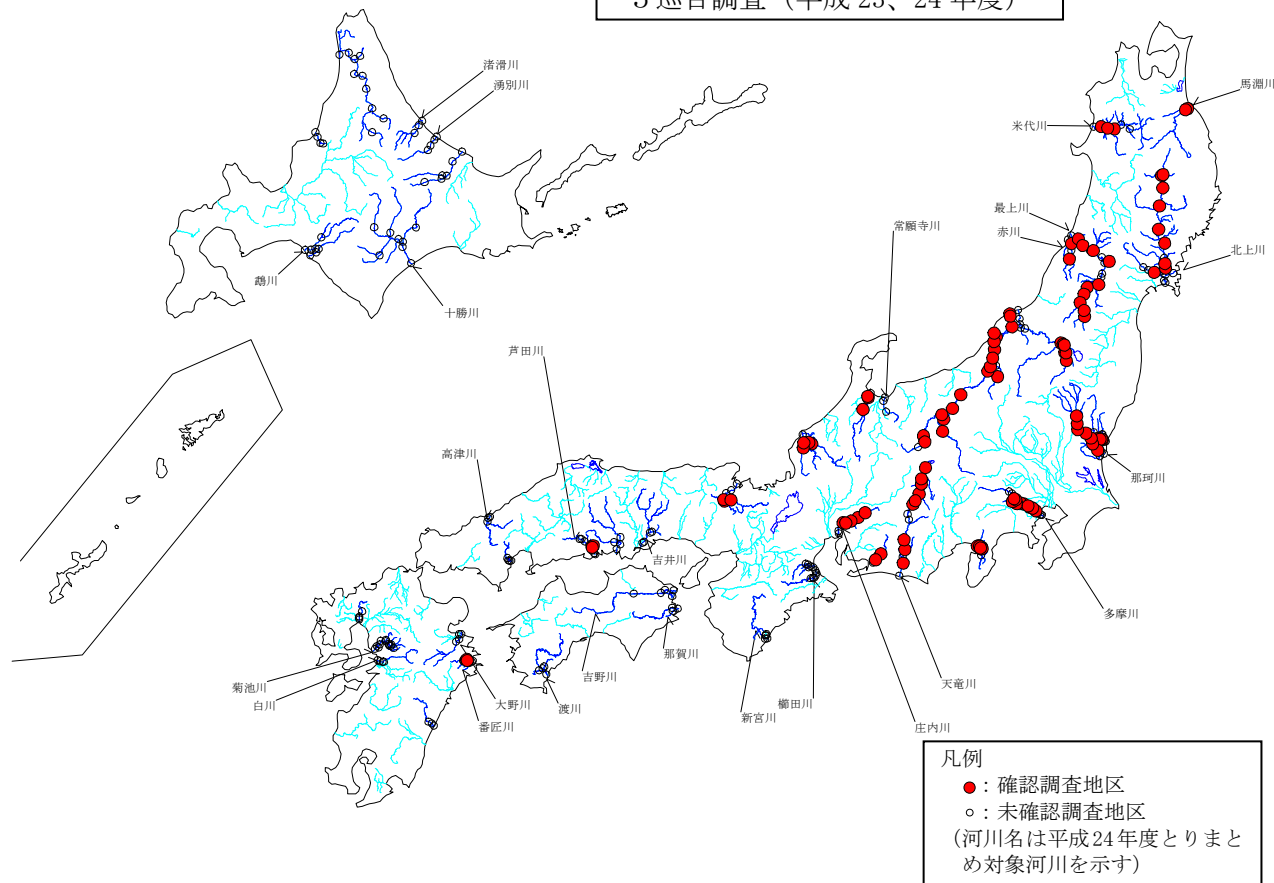 5巡目調査（平成 23、24 年度）
渚滑川
湧別川
馬淵川
米代川
最上川
赤川
常願寺川
北上川
鵡川
十勝川
芦田川
高津川
那珂川
吉井川
多摩川
菊池川
白川
大野川
番匠川
渡川
吉野川
那賀川
新宮川
櫛田川
天竜川
庄内川
凡例
●：確認調査地区
○：未確認調査地区
(河川名は平成24年度とりまと
め対象河川を示す)